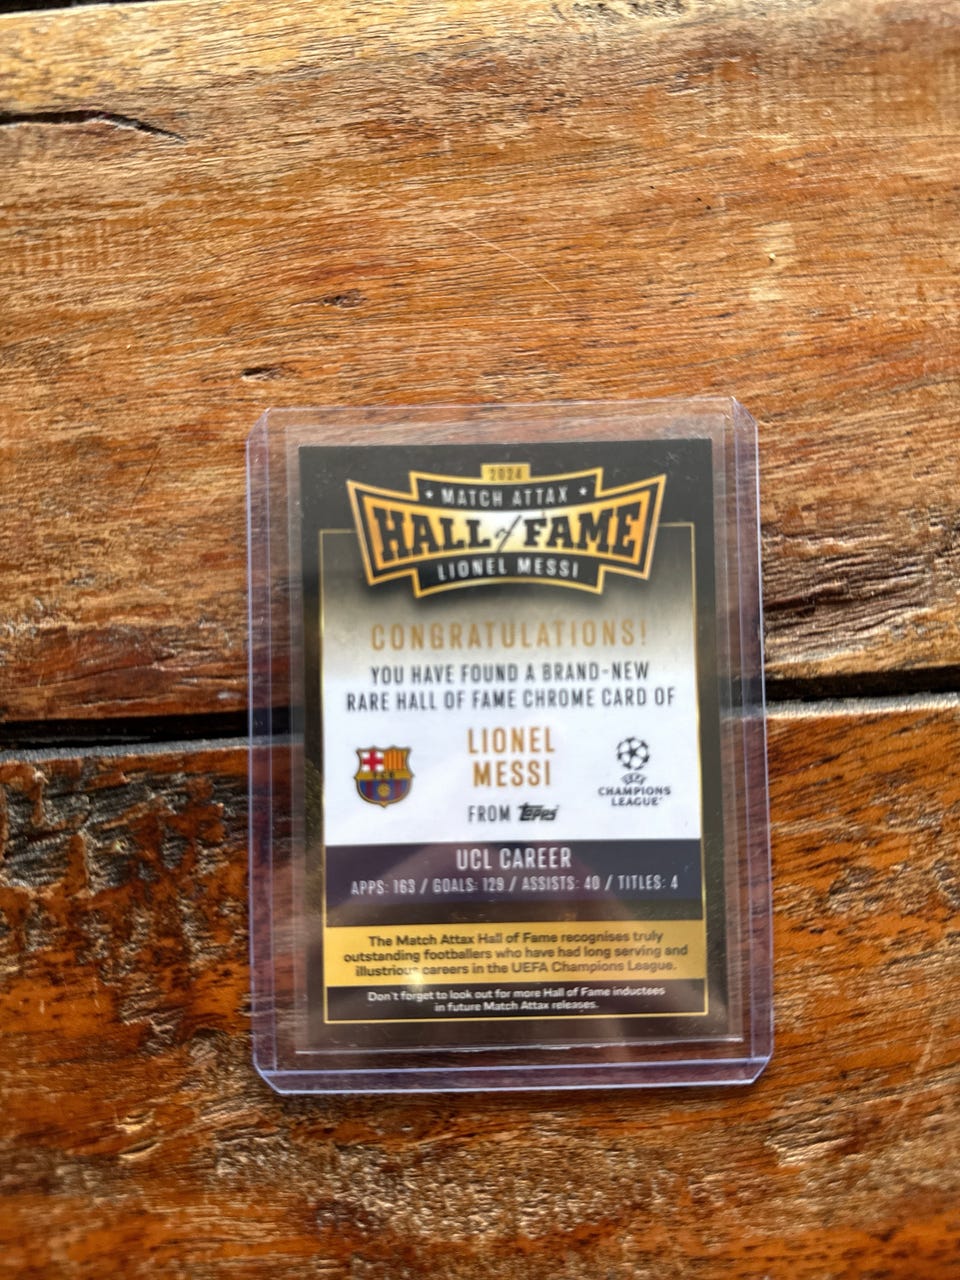 2024
MATCH ATTAX
HALL of FAME
LIONEL MESSI
CONGRATULATIONS!
YOU HAVE FOUND A BRAND-NEW
RARE HALL OF FAME CHROME CARD OF
LIONEL
MESSI
FCB
UEFA
CHAMPIONS
LEAGUE
FROM Topps
UCL CAREER
APPS: 163 / GOALS: 129 / ASSISTS: 40 / TITLES: 4
The Match Attax Hall of Fame recognises truly
outstanding footballers who have had long serving and
illustrious careers in the UEFA Champions League.
Don't forget to look out for more Hall of Fame inductees
in future Match Attax releases.